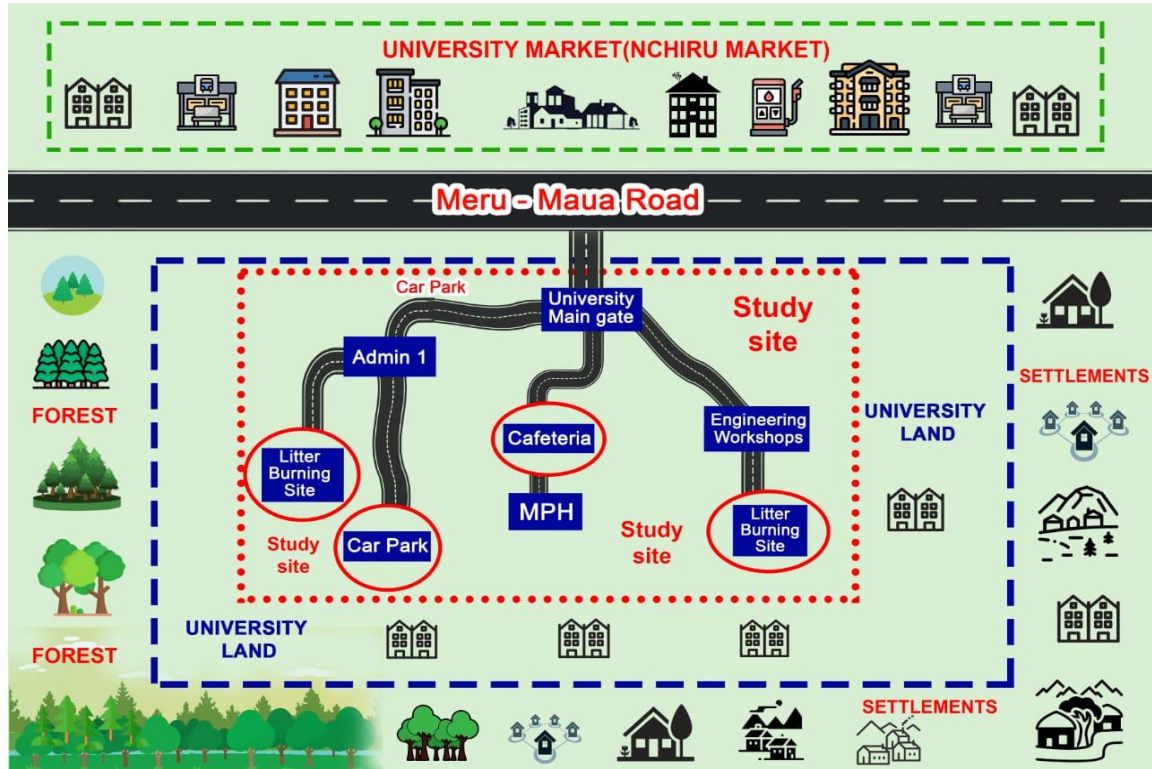 UNIVERSITY MARKET(NCHIRU MARKET)
Meru - Maua Road
Car Park
University
Main gate
Study
site
Admin 1
SETTLEMENTS
FOREST
UNIVERSITY
LAND
Cafeteria
Engineering
Workshops
Litter
Burning
Site
MPH
Litter
Burning
Site
Study
site
Car Park
Study
site
UNIVERSITY
LAND
FOREST
SETTLEMENTS